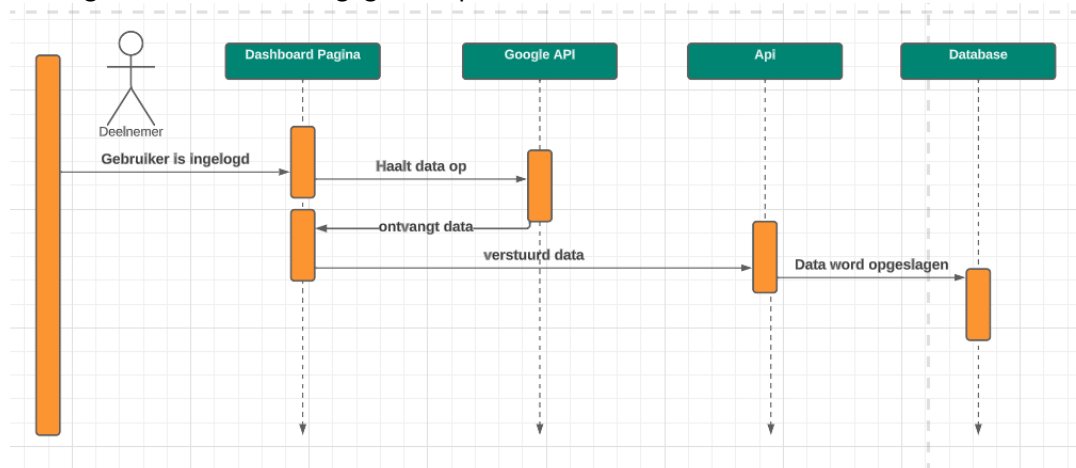 Dashboard Pagina
Google API
Api
Database
Deelnemer
Gebruiker is ingelogd
Haalt data op
ontvangt data
verstuurd data
Data word opgeslagen